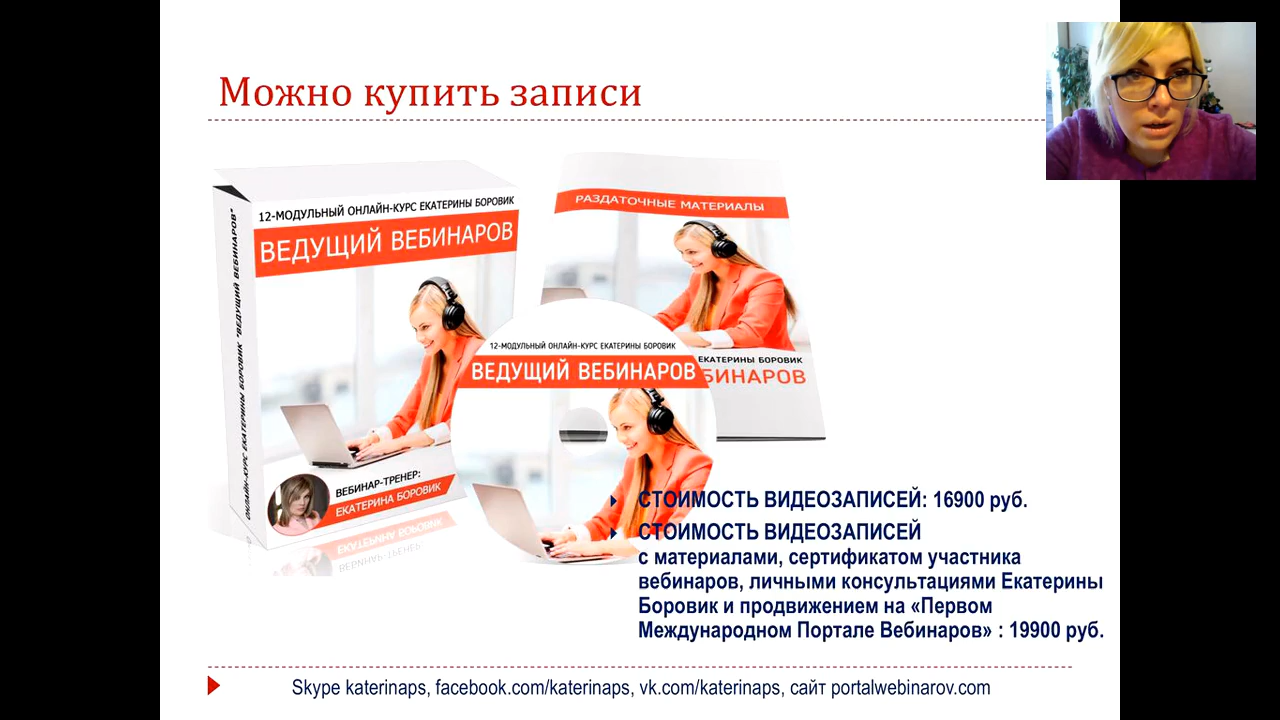 Можно купить записи
12-МОДУЛЬНЫЙ ОНЛАЙН-КУРС ЕКАТЕРИНЫ БОРОВИК
ВЕДУЩИЙ ВЕБИНАРОВ
ОНЛАЙН-КУРС ЕКАТЕРИНЫ БОРОВИК "ВЕДУЩИЙ ВЕБИНАРОВ"
ВЕБИНАР-ТРЕНЕР:
ЕКАТЕРИНА БОРОВИК
РАЗДАТОЧНЫЕ МАТЕРИАЛЫ
ЕКАТЕРИНЫ БОРОВИК
БИНАРОВ
12-МОДУЛЬНЫЙ ОНЛАЙН-КУРС ЕКАТЕРИНЫ БОРОВИК
ВЕДУЩИЙ ВЕБИНАРОВ
СТОИМОСТЬ ВИДЕОЗАПИСЕЙ: 16900 руб.
СТОИМОСТЬ ВИДЕОЗАПИСЕЙ
с материалами, сертификатом участника
вебинаров, личными консультациями Екатерины
Боровик и продвижением на «Первом
Международном Портале Вебинаров» : 19900 руб.
Skype katerinaps, facebook.com/katerinaps, vk.com/katerinaps, сайт portalwebinarov.com